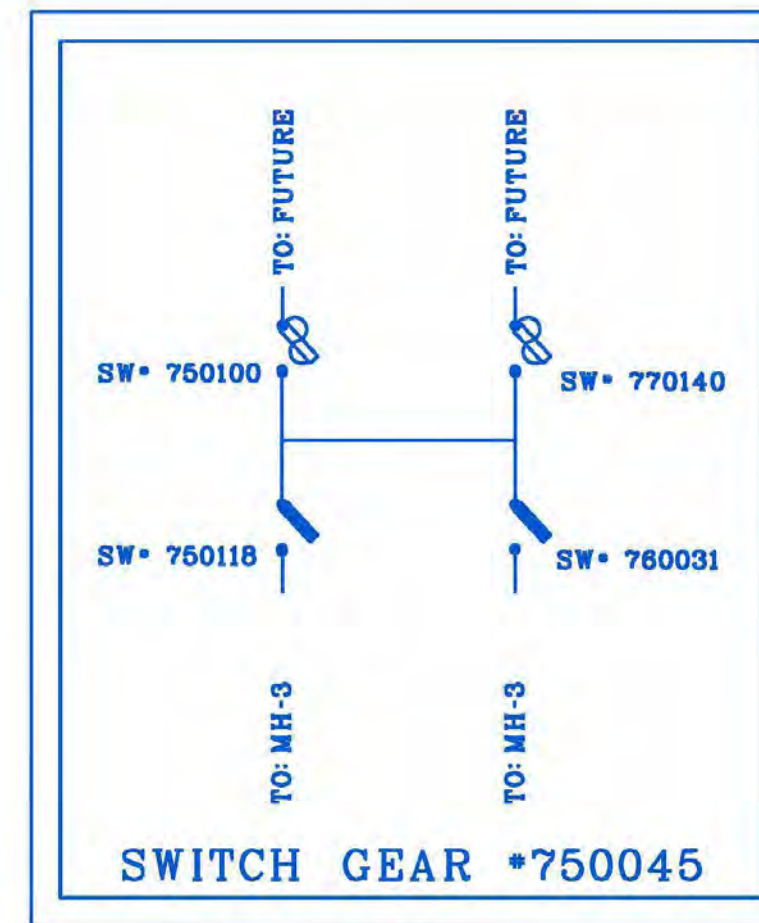 TO: FUTURE
TO: FUTURE
SW# 750100
SW# 770140
SW# 750118
SW# 760031
TO: MH-3
TO: MH-3
SWITCH GEAR #750045